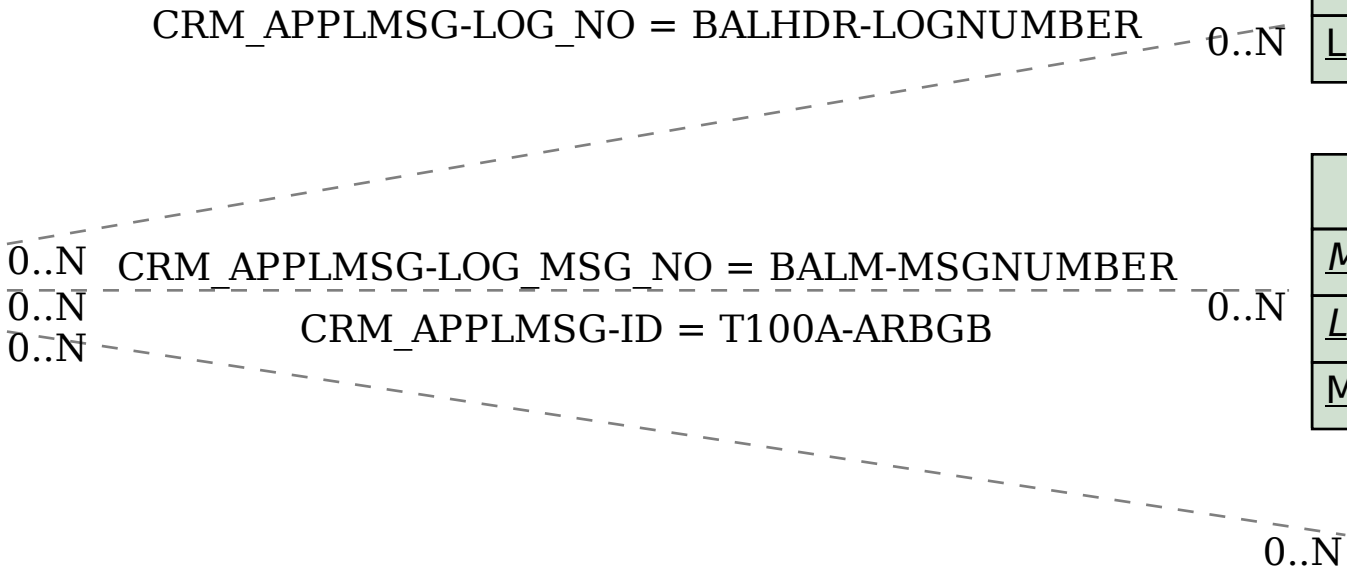 CRM_APPLMSG-LOG_NO = BALHDR-LOGNUMBER
0..N
0..N
CRM_APPLMSG-LOG_MSG_NO = BALM-MSGNUMBER
0..N
0..N
CRM_APPLMSG-ID = T100A-ARBGB
0..N
0..N